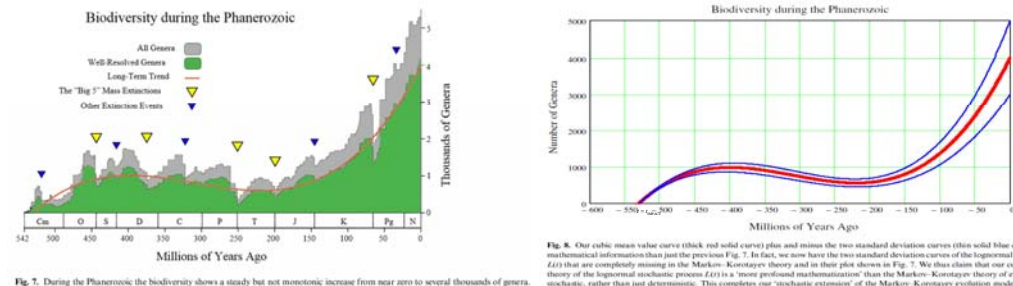 Biodiversity during the Phanerozoic
All Genera
Well-Resolved Genera
Long-Term Trend
The "Big 5" Mass Extinctions
Other Extinction Events
5
4
3
2
1
0
Thousands of Genera
Cm O S D C P T J K Pg N
542 500 450 400 350 300 250 200 150 100 50 0
Millions of Years Ago
Fig. 7. During the Phanerozoic the biodiversity shows a steady but not monotonic increase from near zero to several thousands of genera.
Biodiversity during the Phanerozoic
5000
4000
3000
2000
1000
0
Number of Genera
−600 −500 −400 −300 −200 −100 0
Millions of Years Ago
Fig. 8. Our cubic mean value curve (thick red solid curve) plus and minus the two standard deviation curves (thin solid blue
mathematical information than just the previous Fig. 7. In fact, we now have the two standard deviation curves of the lognormal
L(t) that are completely missing in the Markov–Korotayev theory and in their plot shown in Fig. 7. We thus claim that our
theory of the lognormal stochastic process L(t) is a 'more profound mathematization' than the Markov–Korotayev theory of
stochastic, rather than just deterministic. This completes our 'stochastic extension' of the Markov–Korotayev evolution